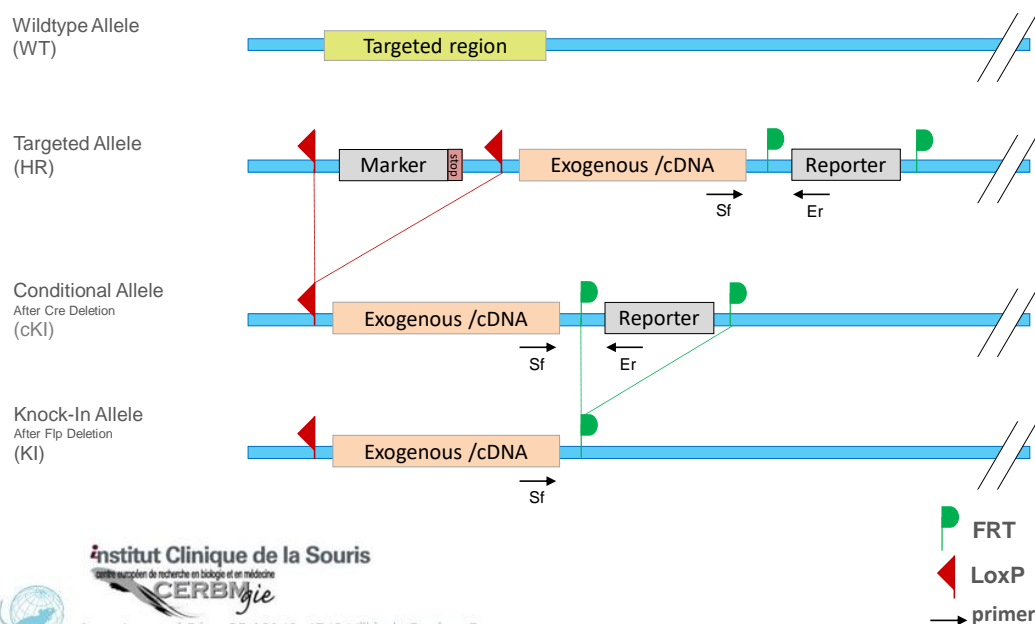 Wildtype Allele
(WT)
Targeted region
Targeted Allele
(HR)
Marker
stop
Exogenous /cDNA
Reporter
Sf
Er
Conditional Allele
After Cre Deletion
(cKI)
Exogenous /cDNA
Reporter
Sf
Er
Knock-In Allele
After Flp Deletion
(KI)
Exogenous /cDNA
Sf
FRT
LoxP
primer
institut Clinique de la Souris
centre européen de recherche en biologie et en médecine
CERBM gie